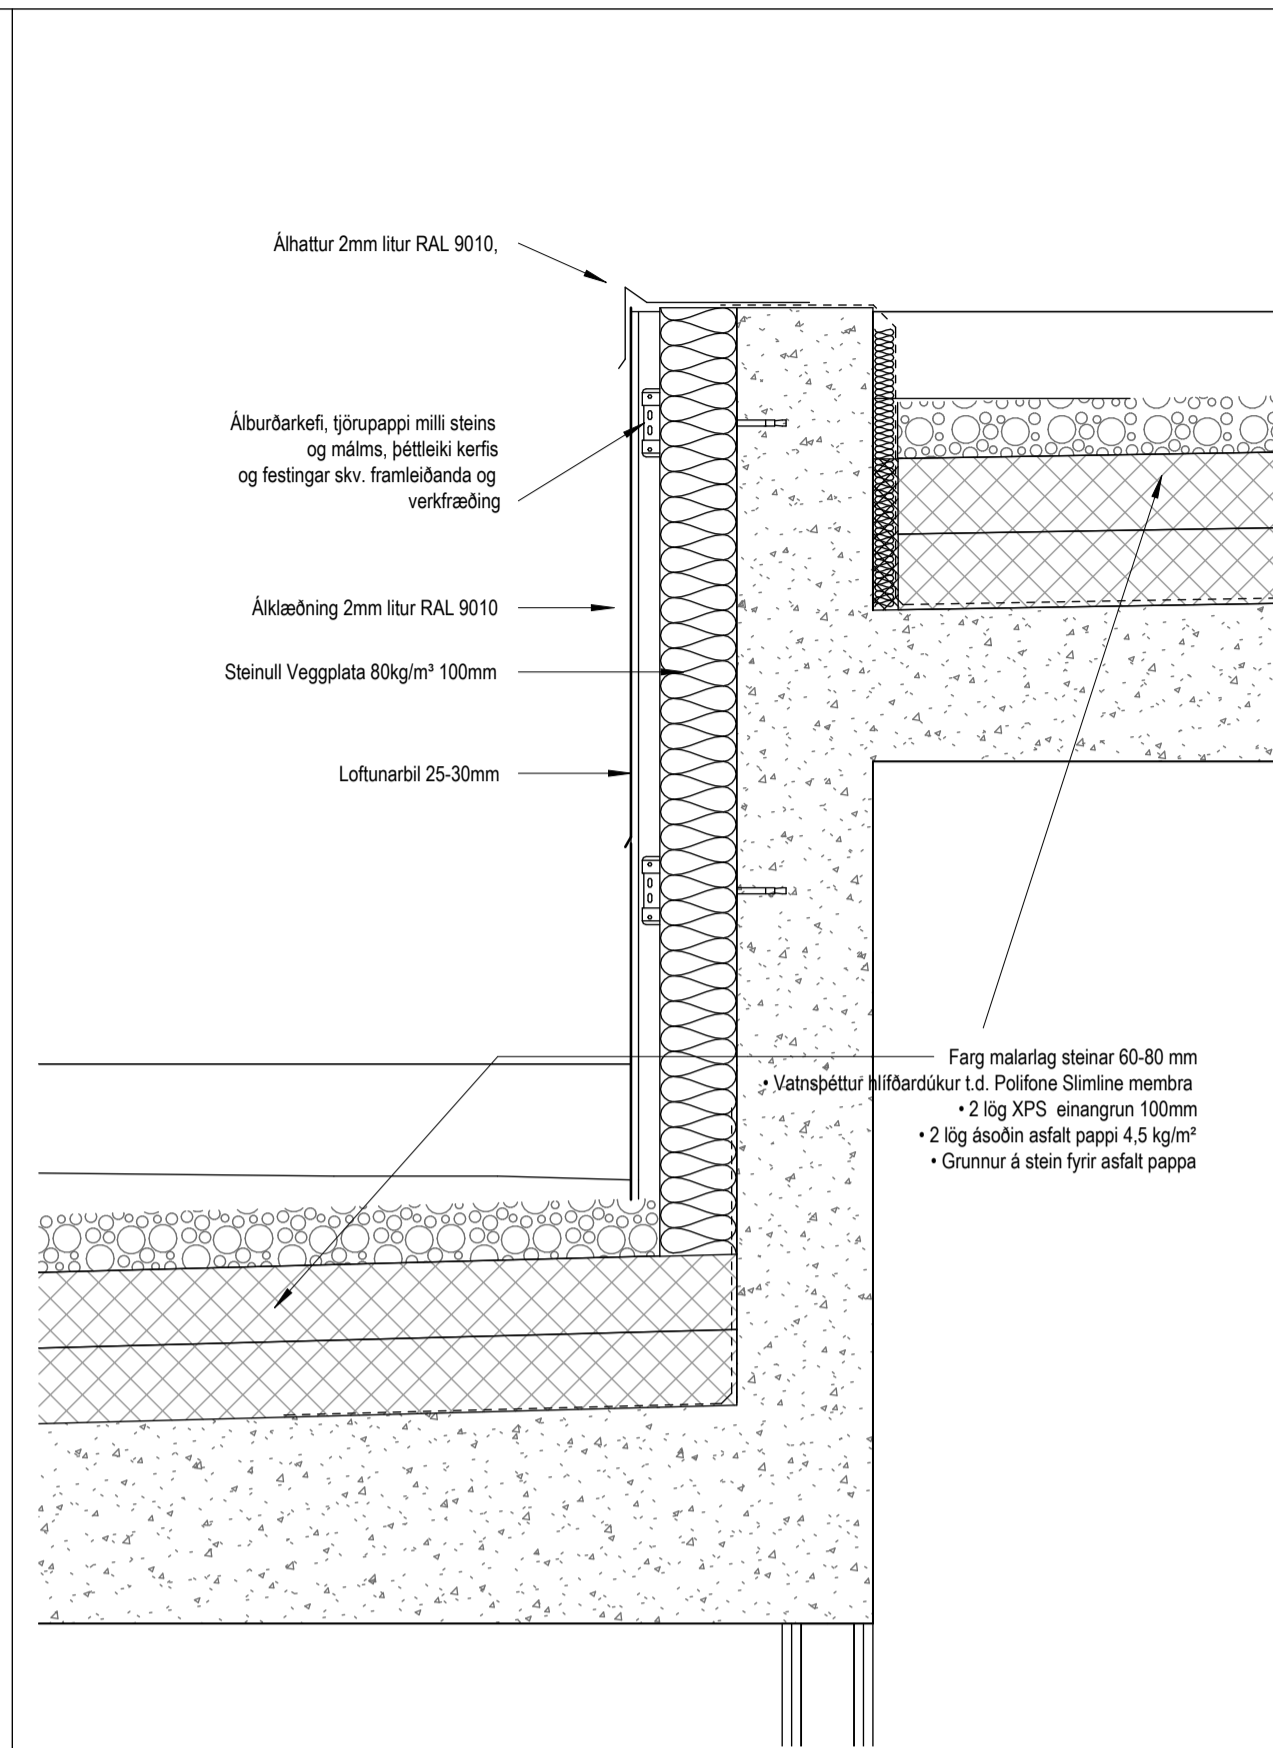 Álhattur 2mm litur RAL 9010,
Álburðarkefi, tjörupappi milli steins
og málms, þéttleiki kerfis
og festingar skv. framleiðanda og
verkfræðing
Álklæðning 2mm litur RAL 9010
Steinull Veggplata 80kg/m³ 100mm
Loftunarbil 25-30mm
Farg malarlag steinar 60-80 mm
• Vatnsþéttur hlífðardúkur t.d. Polifone Slimline membra
• 2 lög XPS einangrun 100mm
• 2 lög ásoðin asfalt pappi 4,5 kg/m²
• Grunnur á stein fyrir asfalt pappa